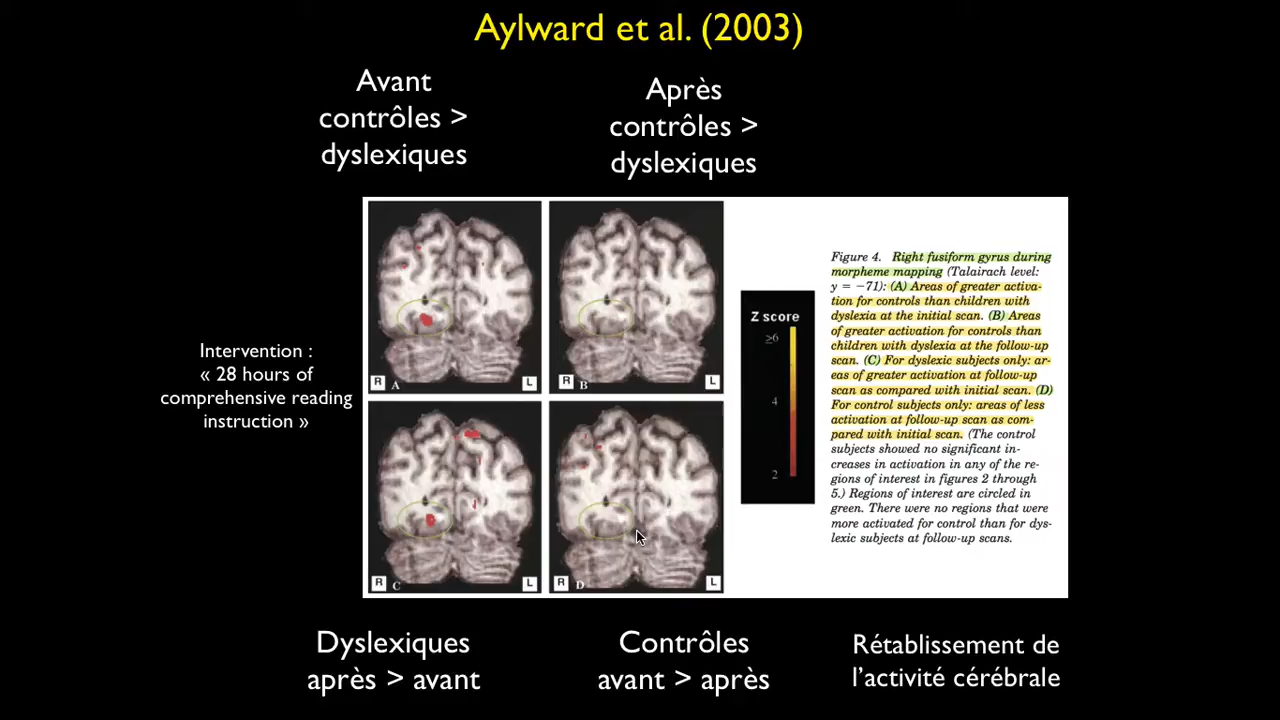 Aylward et al. (2003)
Avant
contrôles >
dyslexiques
Après
contrôles >
dyslexiques
Intervention :
« 28 hours of
comprehensive reading
instruction »
R
A
L
R
B
L
R
C
L
R
D
L
Z score
≥6
4
2
Figure 4. Right fusiform gyrus during
morpheme mapping (Talairach level:
y = −71): (A) Areas of greater activa-
tion for controls than children with
dyslexia at the initial scan. (B) Areas
of greater activation for controls than
children with dyslexia at the follow-up
scan. (C) For dyslexic subjects only: ar-
eas of greater activation at follow-up
scan as compared with initial scan. (D)
For control subjects only: areas of less
activation at follow-up scan as com-
pared with initial scan. (The control
subjects showed no significant in-
creases in activation in any of the re-
gions of interest in figures 2 through
5.) Regions of interest are circled in
green. There were no regions that were
more activated for control than for dys-
lexic subjects at follow-up scans.
Dyslexiques
après > avant
Contrôles
avant > après
Rétablissement de
l'activité cérébrale